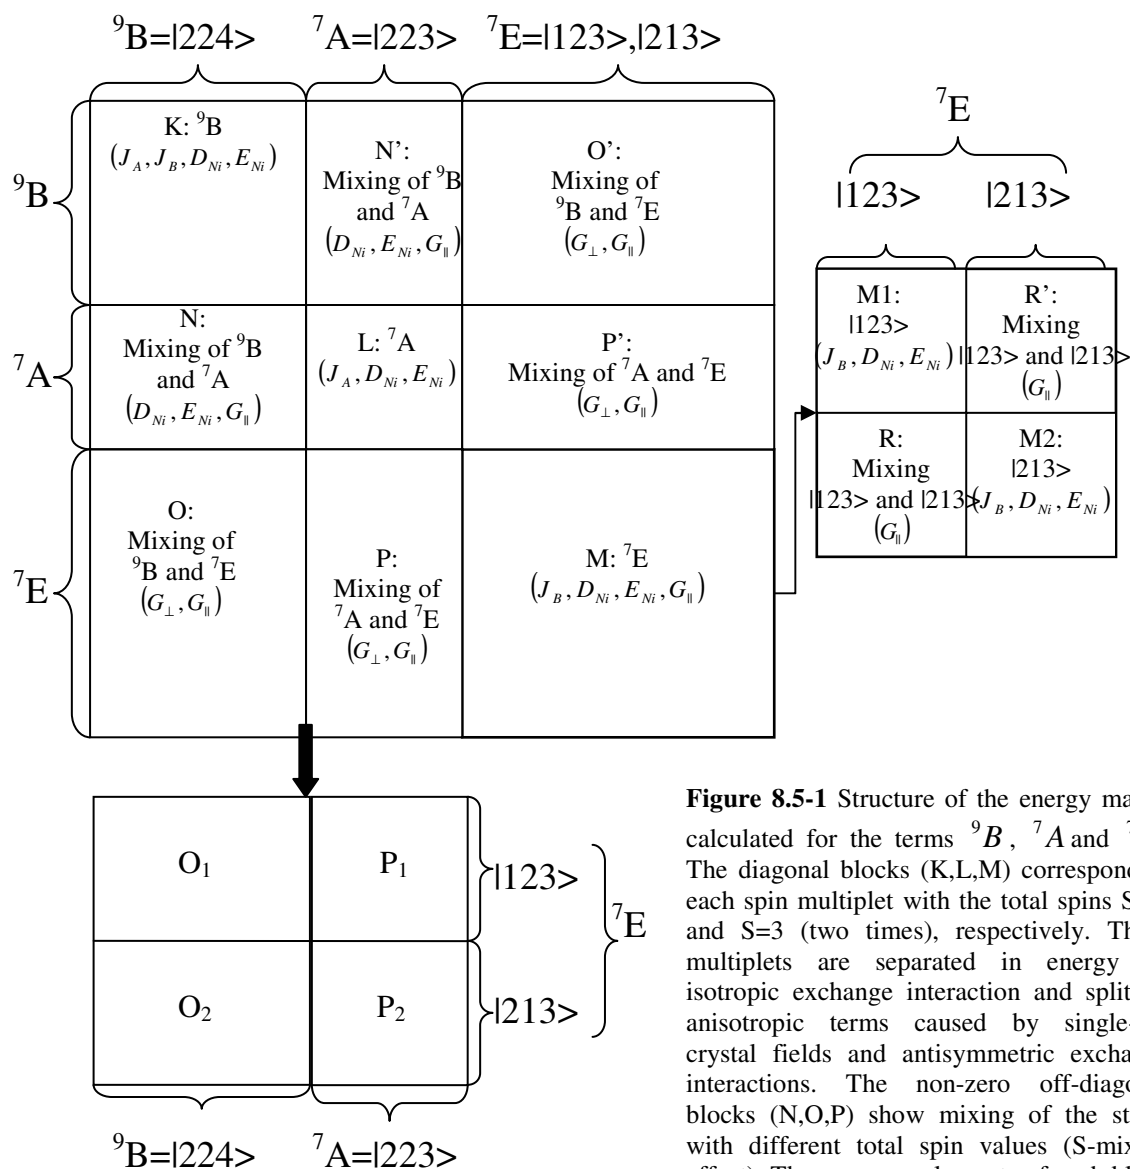 ⁹B=|224> ⁷A=|223> ⁷E=|123>,|213>
⁹B
K: ⁹B
(J_A, J_B, D_Ni, E_Ni)
N’:
Mixing of ⁹B
and ⁷A
(D_Ni, E_Ni, G_∥)
O’:
Mixing of
⁹B and ⁷E
(G_⊥, G_∥)
⁷A
N:
Mixing of ⁹B
and ⁷A
(D_Ni, E_Ni, G_∥)
L: ⁷A
(J_A, D_Ni, E_Ni)
P’:
Mixing of ⁷A and ⁷E
(G_⊥, G_∥)
⁷E
O:
Mixing of
⁹B and ⁷E
(G_⊥, G_∥)
P:
Mixing of
⁷A and ⁷E
(G_⊥, G_∥)
M: ⁷E
(J_B, D_Ni, E_Ni, G_∥)
⁷E
|123> |213>
M1:
|123>
(J_B, D_Ni, E_Ni)
R’:
Mixing
|123> and |213>
(G_∥)
R:
Mixing
|123> and |213>
(G_∥)
M2:
|213>
(J_B, D_Ni, E_Ni)
O₁ P₁ |123>
⁷E
O₂ P₂ |213>
⁹B=|224> ⁷A=|223>
Figure 8.5-1 Structure of the energy ma
calculated for the terms ⁹B, ⁷A and ⁷
The diagonal blocks (K,L,M) correspond
each spin multiplet with the total spins S
and S=3 (two times), respectively. Th
multiplets are separated in energy
isotropic exchange interaction and split
anisotropic terms caused by single-
crystal fields and antisymmetric excha
interactions. The non-zero off-diago
blocks (N,O,P) show mixing of the st
with different total spin values (S-mix